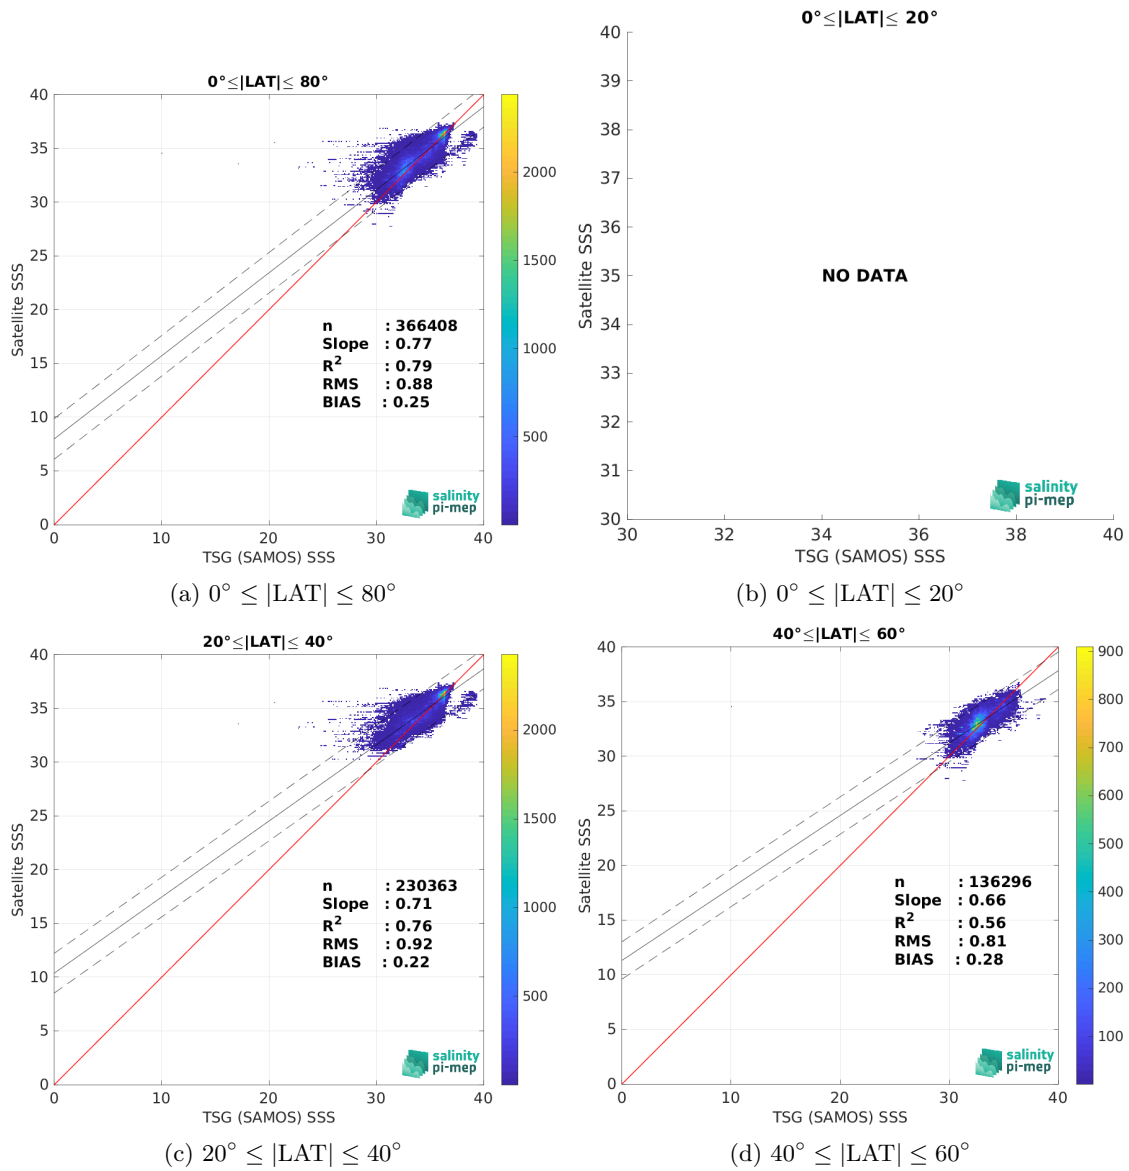 0°≤|LAT|≤ 80°
40
35
30
25
20
15
10
5
0
Satellite SSS
n : 366408
Slope : 0.77
R² : 0.79
RMS : 0.88
BIAS : 0.25
salinity
pi-mep
0 10 20 30 40
TSG (SAMOS) SSS
2000
1500
1000
500
(a) 0° ≤ |LAT| ≤ 80°
0°≤|LAT|≤ 20°
40
39
38
37
36
35
34
33
32
31
30
Satellite SSS
NO DATA
salinity
pi-mep
30 32 34 36 38 40
TSG (SAMOS) SSS
(b) 0° ≤ |LAT| ≤ 20°
20°≤|LAT|≤ 40°
40
35
30
25
20
15
10
5
0
Satellite SSS
n : 230363
Slope : 0.71
R² : 0.76
RMS : 0.92
BIAS : 0.22
salinity
pi-mep
0 10 20 30 40
TSG (SAMOS) SSS
2000
1500
1000
500
(c) 20° ≤ |LAT| ≤ 40°
40°≤|LAT|≤ 60°
40
35
30
25
20
15
10
5
0
Satellite SSS
n : 136296
Slope : 0.66
R² : 0.56
RMS : 0.81
BIAS : 0.28
salinity
pi-mep
0 10 20 30 40
TSG (SAMOS) SSS
900
800
700
600
500
400
300
200
100
(d) 40° ≤ |LAT| ≤ 60°